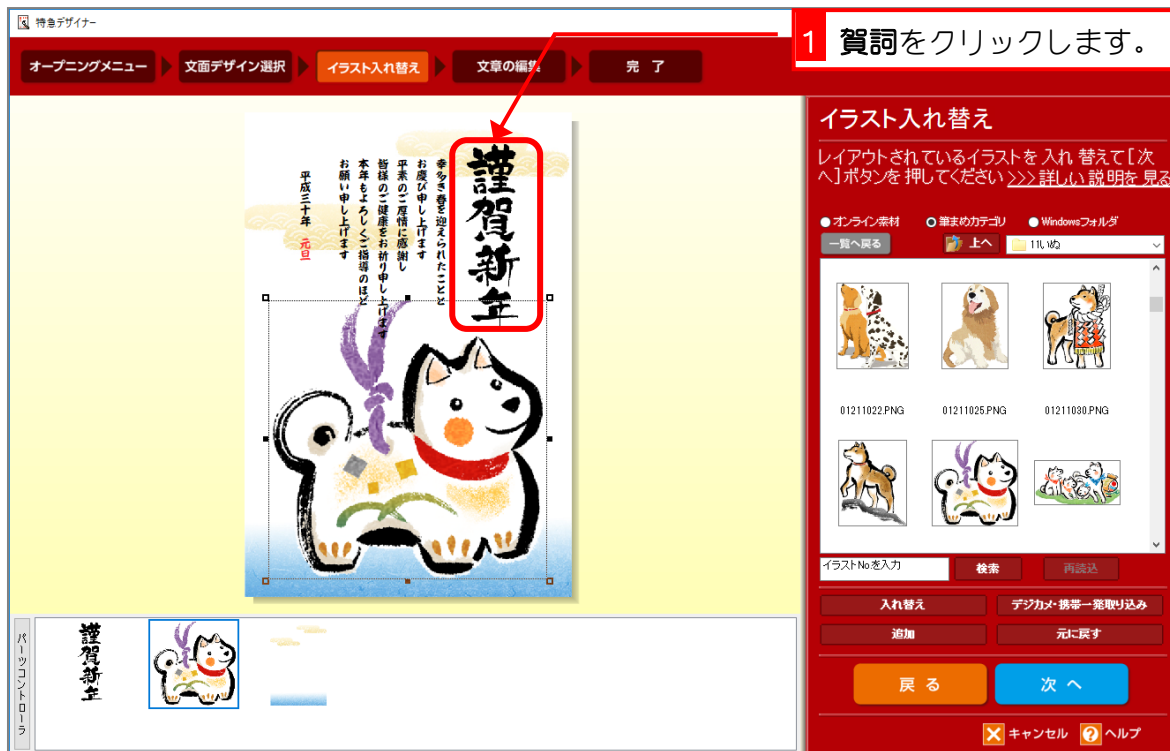 特急デザイナー
1 賀詞をクリックします。
オープニングメニュー
文面デザイン選択
イラスト入れ替え
文章の編集
完了
謹賀新年
幸多き春を迎えられたことと
お慶び申し上げます
平素のご厚情に感謝し
皆様のご健康をお祈り申し上げます
本年もよろしくご指導のほど
お願い申し上げます
平成三十年 元旦
イラスト入れ替え
レイアウトされているイラストを入れ替えて[次
へ]ボタンを押してください >>>詳しい説明を見る
オンライン素材
筆まめカテゴリ
Windowsフォルダ
一覧へ戻る
上へ
11いぬ
01211022.PNG
01211025.PNG
01211030.PNG
イラストNo.を入力
検索
再読込
入れ替え
デジカメ・携帯一発取り込み
追加
元に戻す
戻る
次へ
キャンセル
ヘルプ
パーツコントローラ
謹賀新年